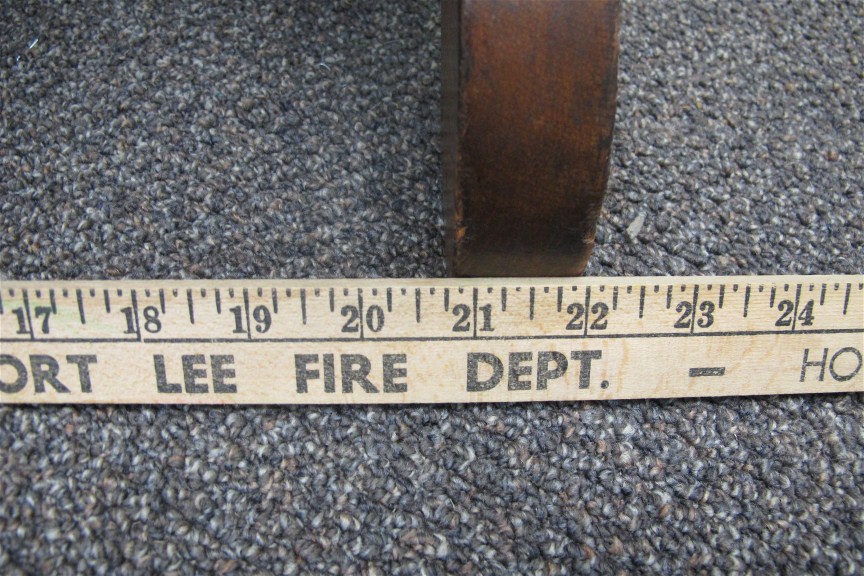 17 18 19 20 21 22 23 24
ORT LEE FIRE DEPT. - HO